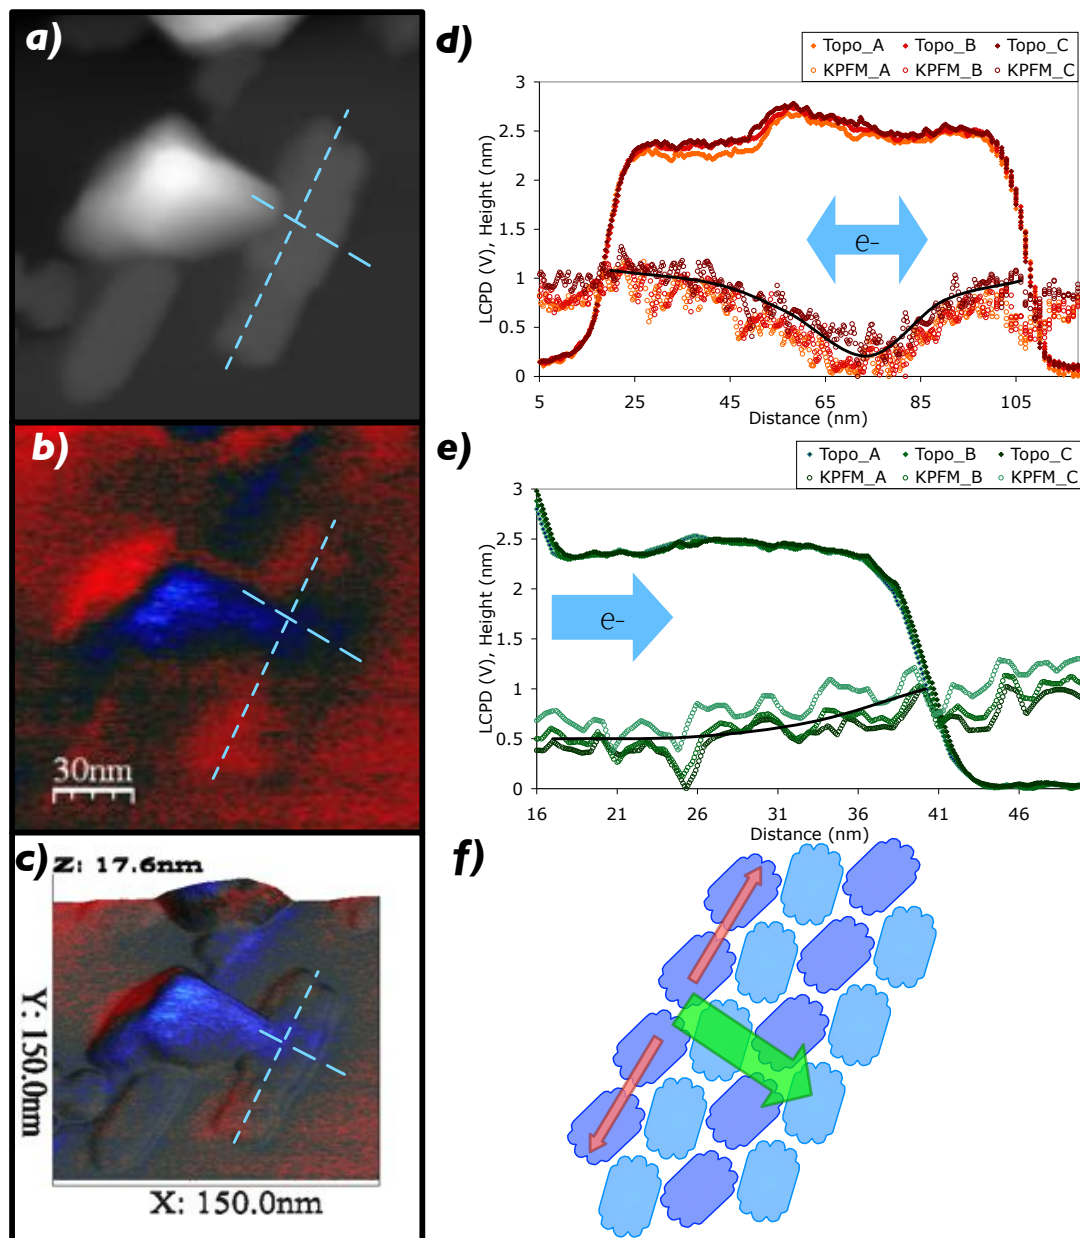 a)
b)
30nm
c)
Z: 17.6nm
Y: 150.0nm
X: 150.0nm
d)
Topo_A Topo_B Topo_C
KPFM_A KPFM_B KPFM_C
LCPD (V), Height (nm)
3
2.5
2
1.5
1
0.5
0
e-
5 25 45 65 85 105
Distance (nm)
e)
Topo_A Topo_B Topo_C
KPFM_A KPFM_B KPFM_C
LCPD (V), Height (nm)
3
2.5
2
1.5
1
0.5
0
e-
16 21 26 31 36 41 46
Distance (nm)
f)